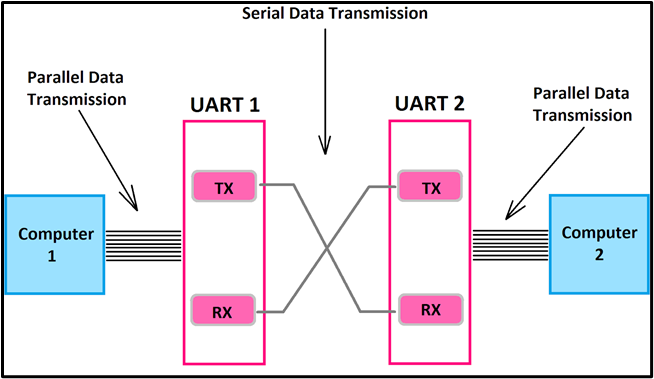 Serial Data Transmission
Parallel Data
Transmission
UART 1
UART 2
Parallel Data
Transmission
TX
TX
Computer
1
Computer
2
RX
RX